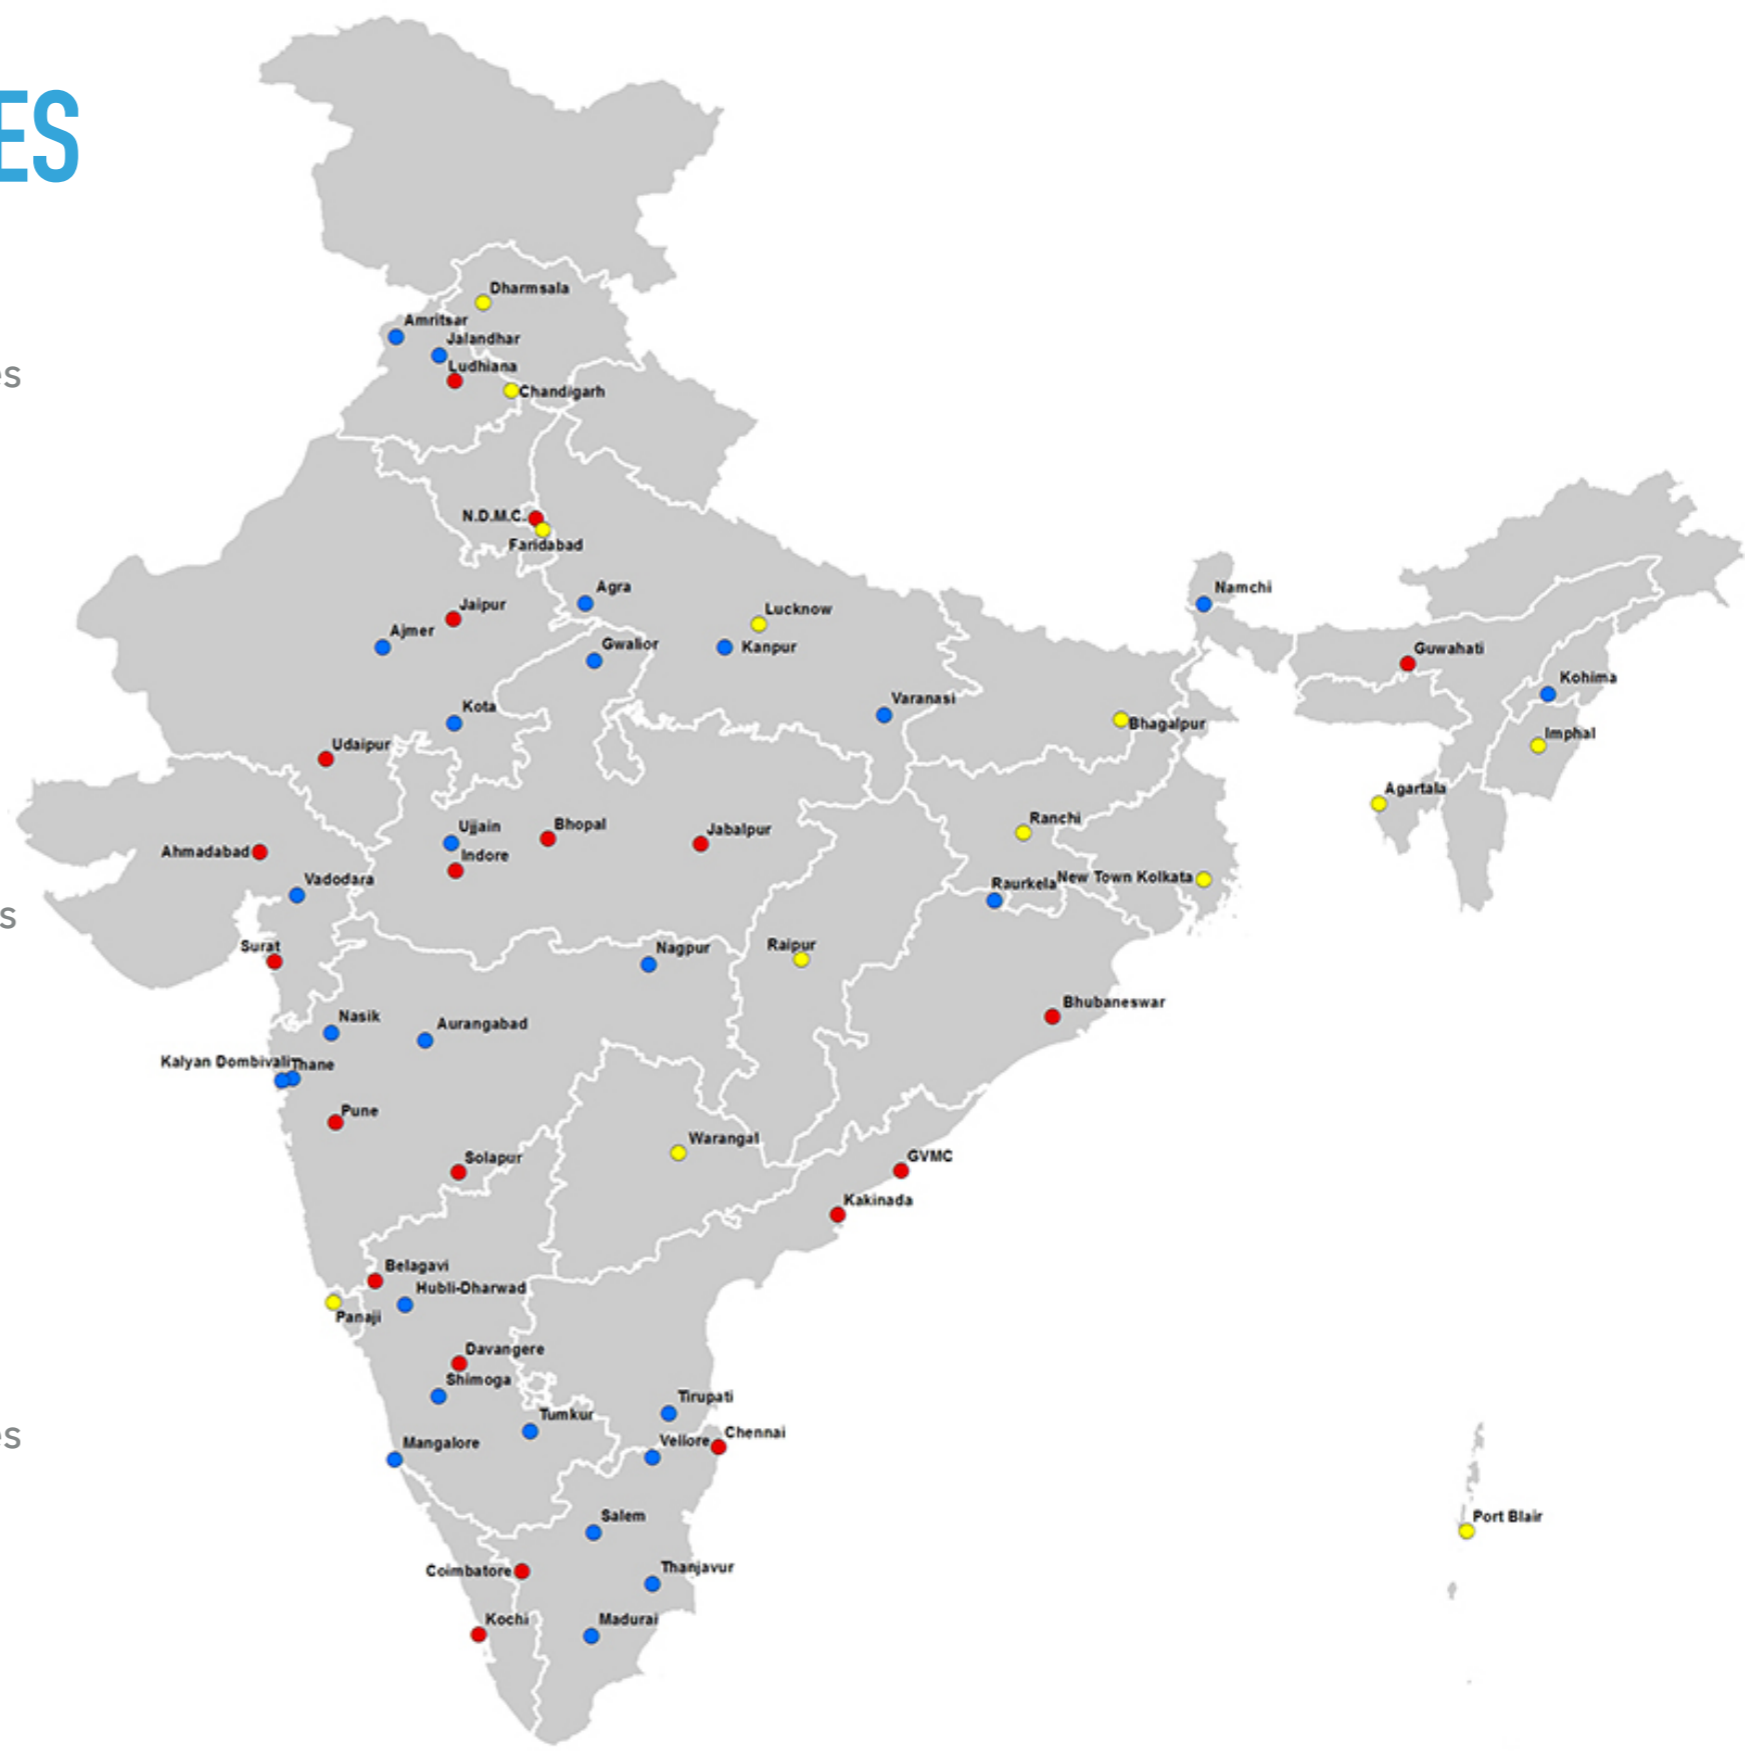 ES
es
s
es
Dharmsala
Amritsar
Jalandhar
Ludhiana
Chandigarh
N.D.M.C.
Faridabad
Agra
Namchi
Jaipur
Lucknow
Ajmer
Gwalior
Kanpur
Guwahati
Kohima
Kota
Varanasi
Bhagalpur
Imphal
Udaipur
Agartala
Ranchi
Ujjain
Bhopal
Jabalpur
Ahmadabad
Indore
Vadodara
Raurkela
New Town Kolkata
Surat
Nagpur
Raipur
Bhubaneswar
Nasik
Aurangabad
Kalyan Dombivali
Thane
Pune
Warangal
Solapur
GVMC
Kakinada
Belagavi
Hubli-Dharwad
Panaji
Davangere
Shimoga
Tirupati
Tumkur
Chennai
Mangalore
Vellore
Salem
Port Blair
Coimbatore
Thanjavur
Kochi
Madurai